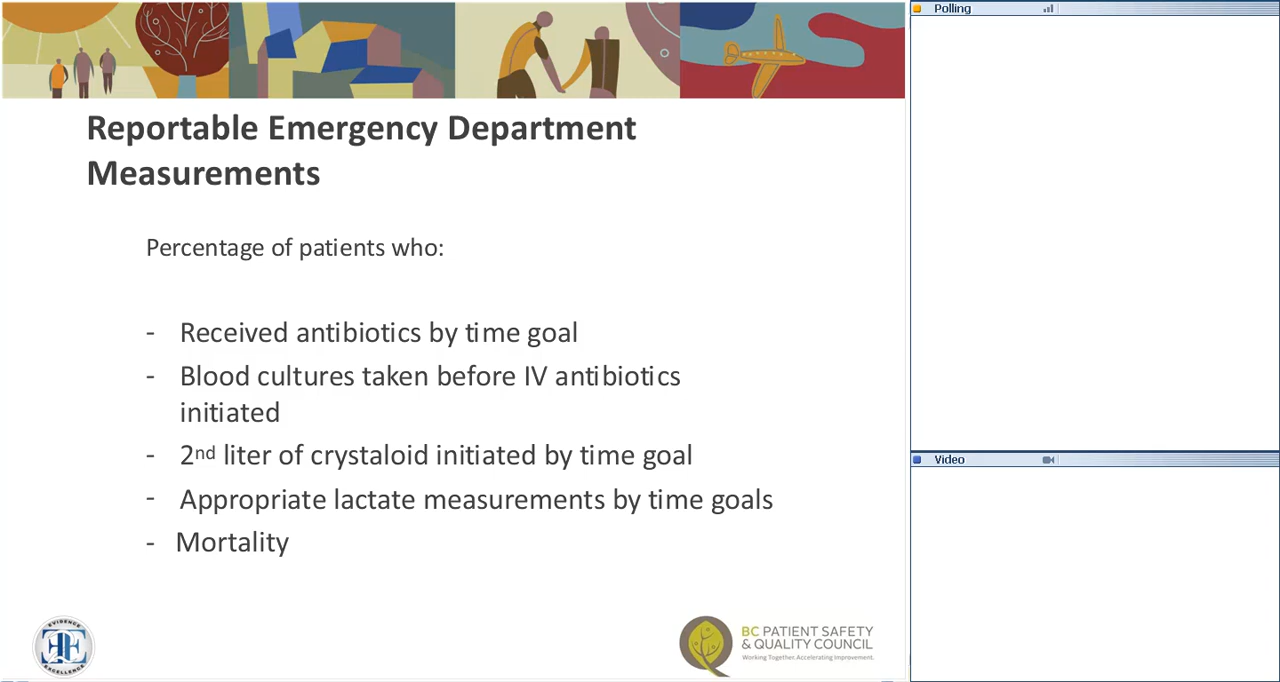 Polling
Reportable Emergency Department
Measurements
Percentage of patients who:
- Received antibiotics by time goal
- Blood cultures taken before IV antibiotics
initiated
- 2nd liter of crystaloid initiated by time goal
- Appropriate lactate measurements by time goals
- Mortality
Video
EVIDENCE
EXCELLENCE
BC PATIENT SAFETY
& QUALITY COUNCIL
Working Together. Accelerating Improvement.